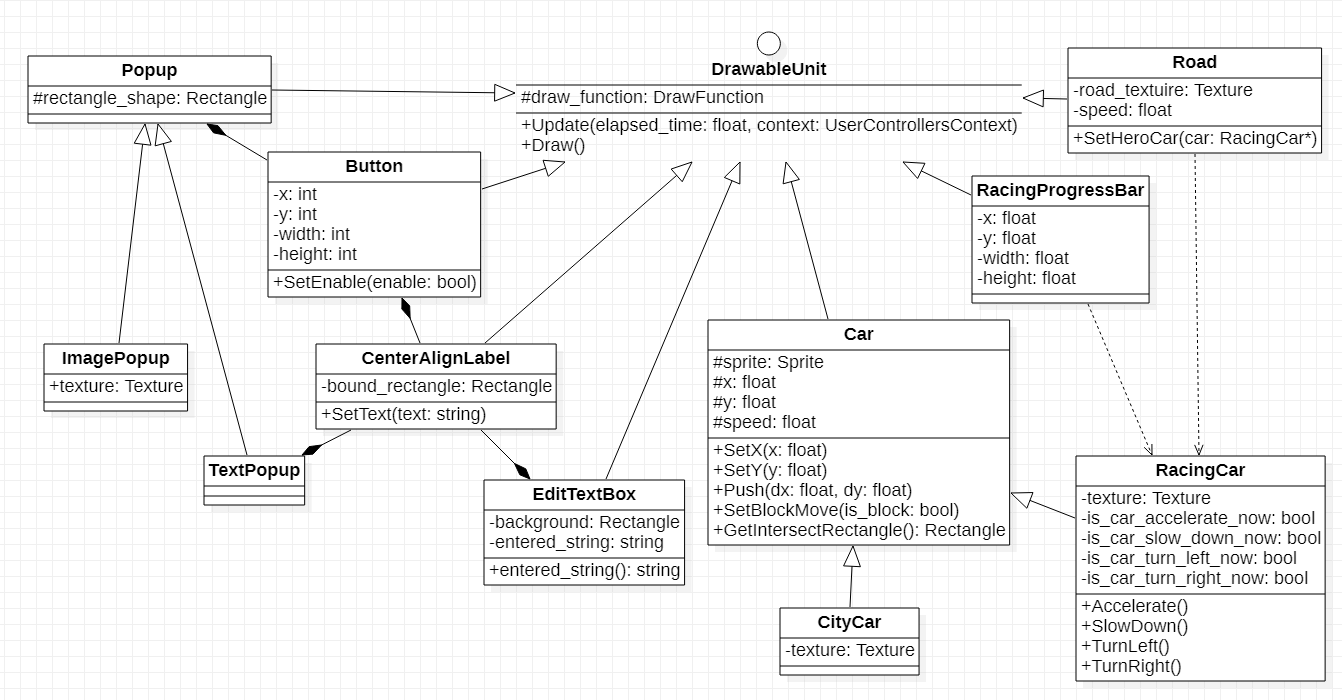 Popup
#rectangle_shape: Rectangle
DrawableUnit
#draw_function: DrawFunction
+Update(elapsed_time: float, context: UserControllersContext)
+Draw()
Road
-road_textuire: Texture
-speed: float
+SetHeroCar(car: RacingCar*)
Button
-x: int
-y: int
-width: int
-height: int
+SetEnable(enable: bool)
RacingProgressBar
-x: float
-y: float
-width: float
-height: float
ImagePopup
+texture: Texture
CenterAlignLabel
-bound_rectangle: Rectangle
+SetText(text: string)
Car
#sprite: Sprite
#x: float
#y: float
#speed: float
+SetX(x: float)
+SetY(y: float)
+Push(dx: float, dy: float)
+SetBlockMove(is_block: bool)
+GetIntersectRectangle(): Rectangle
TextPopup
EditTextBox
-background: Rectangle
-entered_string: string
+entered_string(): string
RacingCar
-texture: Texture
-is_car_accelerate_now: bool
-is_car_slow_down_now: bool
-is_car_turn_left_now: bool
-is_car_turn_right_now: bool
+Accelerate()
+SlowDown()
+TurnLeft()
+TurnRight()
CityCar
-texture: Texture